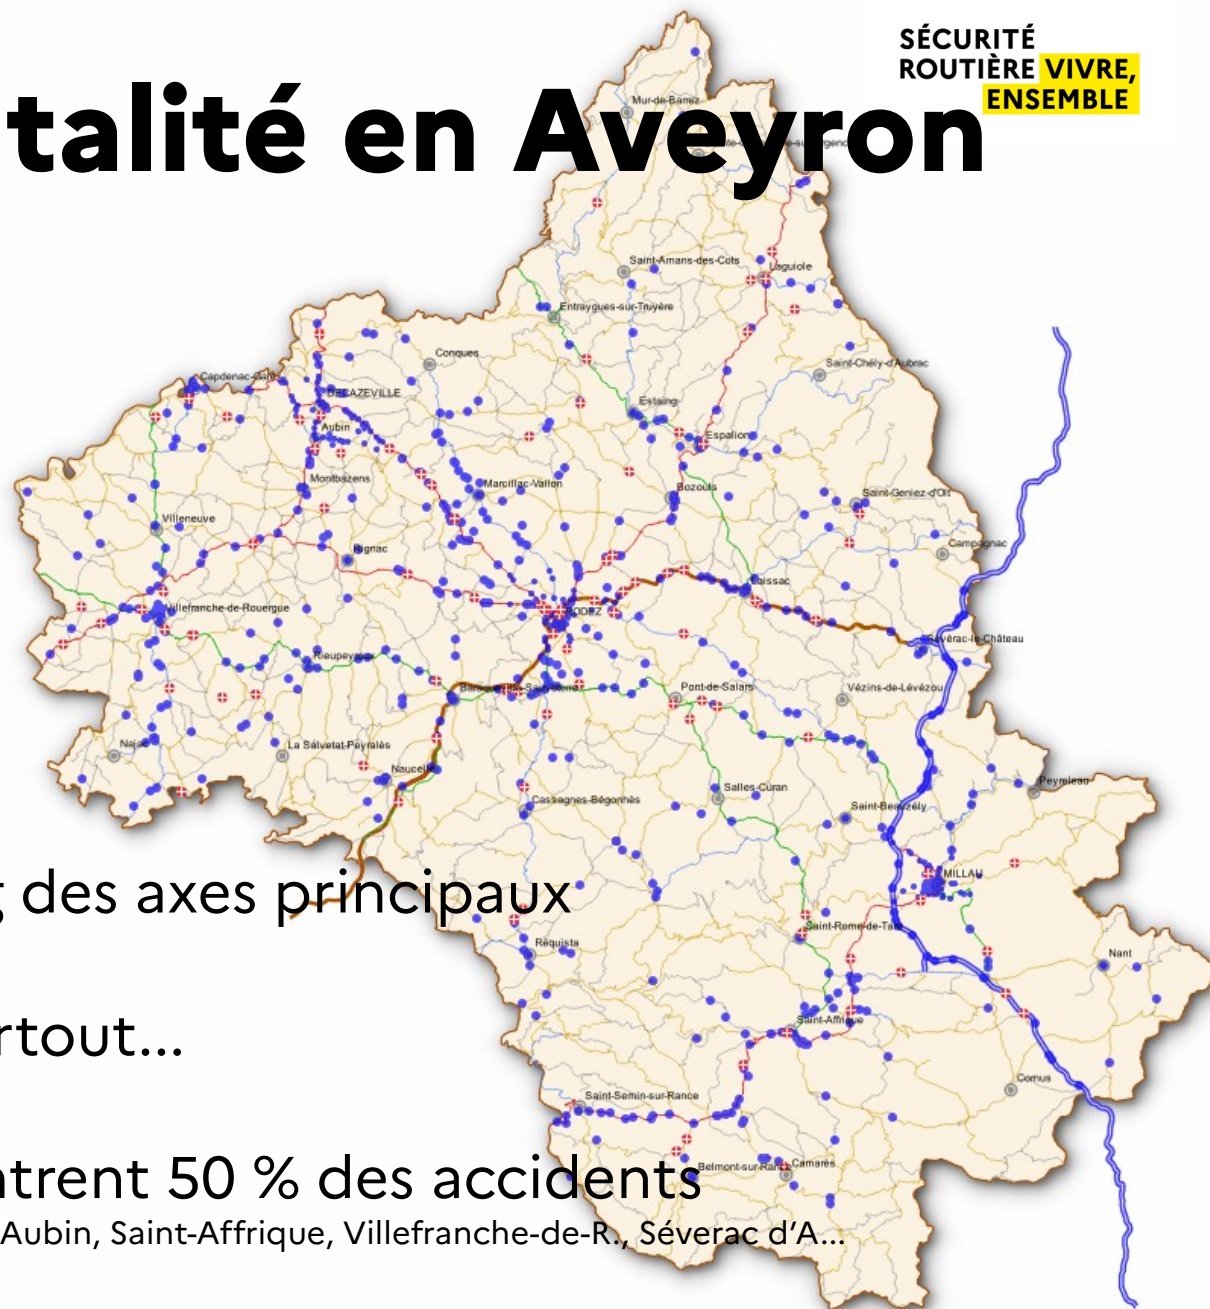 SÉCURITÉ
ROUTIÈRE VIVRE,
ENSEMBLE
talité en Aveyron
Mur-de-Barrez
Saint-Amans-des-Cots
Laguiole
Entraygues-sur-Truyère
Conques
Saint-Chély-d'Aubrac
Capdenac-Gare
DECAZEVILLE
Estaing
Aubin
Espalion
Montbazens
Marcillac-Vallon
Bozouls
Saint-Geniez-d'Olt
Villeneuve
Campagnac
Rignac
Laissac
Villefranche-de-Rouergue
RODEZ
Sévérac-le-Château
Rieupeyroux
Pont-de-Salars
Vézins-de-Lévézou
Najac
La Salvetat-Peyralès
Naucelle
Peyreleau
Salles-Curan
Cassagnes-Bégonhès
Saint-Beauzély
MILLAU
des axes principaux
Saint-Rome-de-Tarn
Réquista
Nant
rtout...
Saint-Affrique
Cornus
Saint-Sernin-sur-Rance
ntrent 50 % des accidents
Belmont-sur-Rance
Camarès
Aubin, Saint-Affrique, Villefranche-de-R., Séverac d'A...